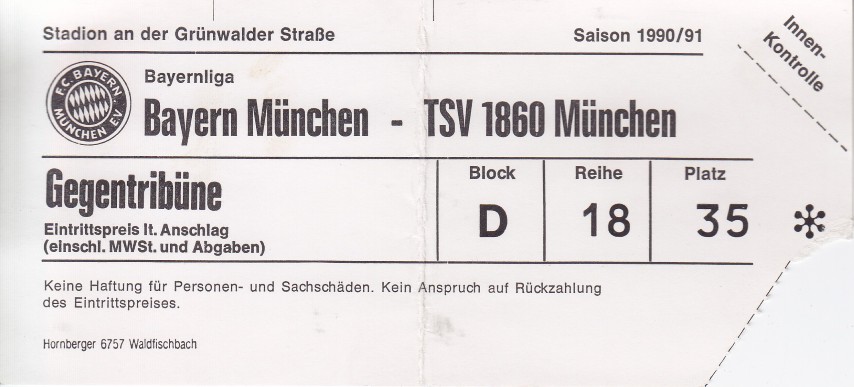 Stadion an der Grünwalder Straße Saison 1990/91
Innen-
Kontrolle
F.C. BAYERN
MÜNCHEN EV.
Bayernliga
Bayern München - TSV 1860 München
Gegentribüne
Eintrittspreis lt. Anschlag
(einschl. MWSt. und Abgaben)
Block Reihe Platz
D 18 35 *
Keine Haftung für Personen- und Sachschäden. Kein Anspruch auf Rückzahlung
des Eintrittspreises.
Hornberger 6757 Waldfischbach